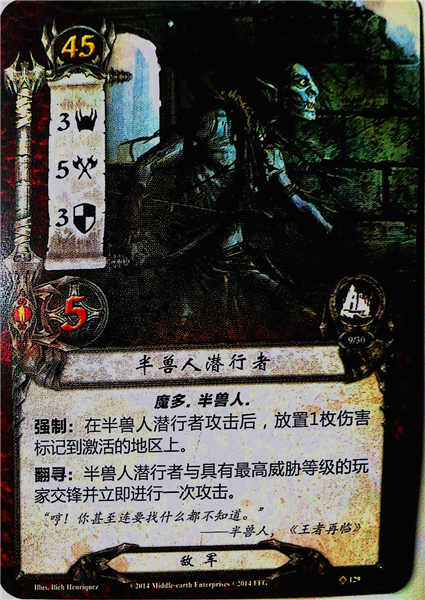 45
3
5
3
5
9/30
半兽人潜行者
魔多. 半兽人.
强制：在半兽人潜行者攻击后，放置1枚伤害
标记到激活的地区上。
翻寻：半兽人潜行者与具有最高威胁等级的玩
家交锋并立即进行一次攻击。
“哼！你甚至连要找什么都不知道。”
——半兽人，《王者再临》
敌军
Illus. Rich Henriquez
©2014 Middle-earth Enterprises ©2014 FFG
129